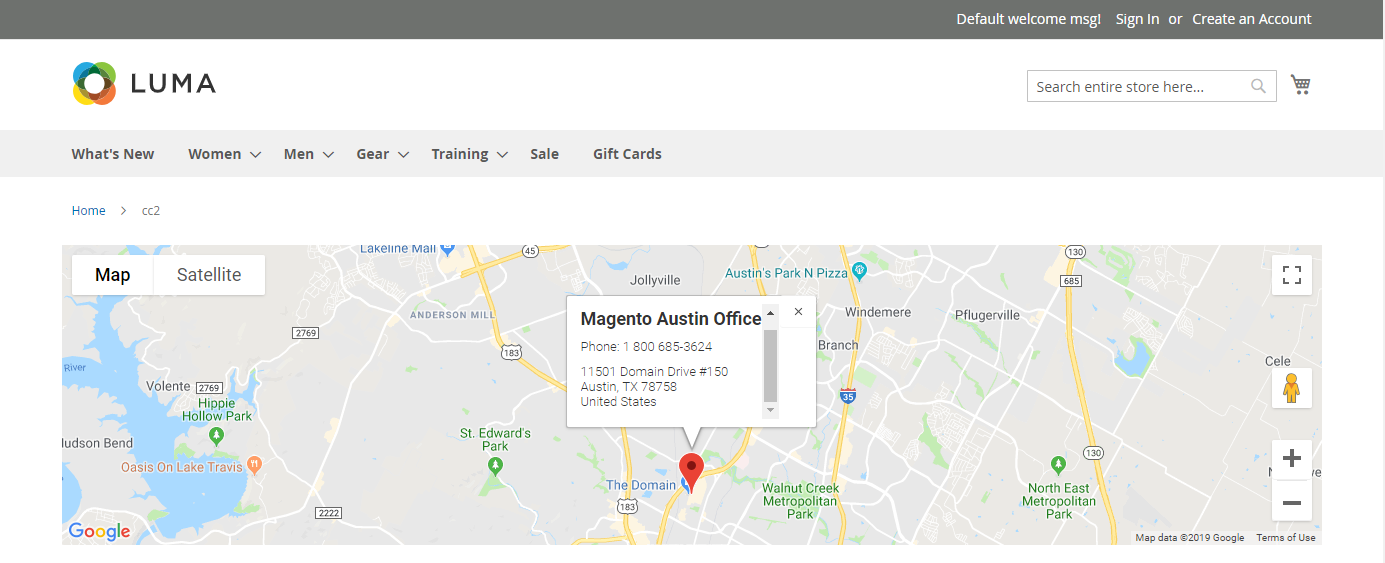 Default welcome msg! Sign In or Create an Account
LUMA
Search entire store here...
What's New Women Men Gear Training Sale Gift Cards
Home > cc2
Map Satellite
Lakeline Mall
45
130
685
Jollyville
Austin's Park N Pizza
ANDERSON MILL
Windermere
Pflugerville
2769
183
Magento Austin Office
Phone: 1 800 685-3624
11501 Domain Drive #150
Austin, TX 78758
United States
×
Branch
Cele
River
Volente
2769
35
Hippie
Hollow Park
Hudson Bend
St. Edward's
Park
130
Oasis On Lake Travis
The Domain
183
Walnut Creek
Metropolitan
Park
North East
Metropolitan
Park
2222
Google
Map data ©2019 Google Terms of Use